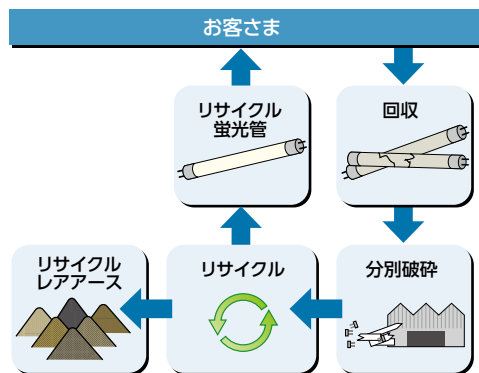 お客さま
リサイクル
蛍光管
回収
リサイクル
レアアース
リサイクル
分別破砕